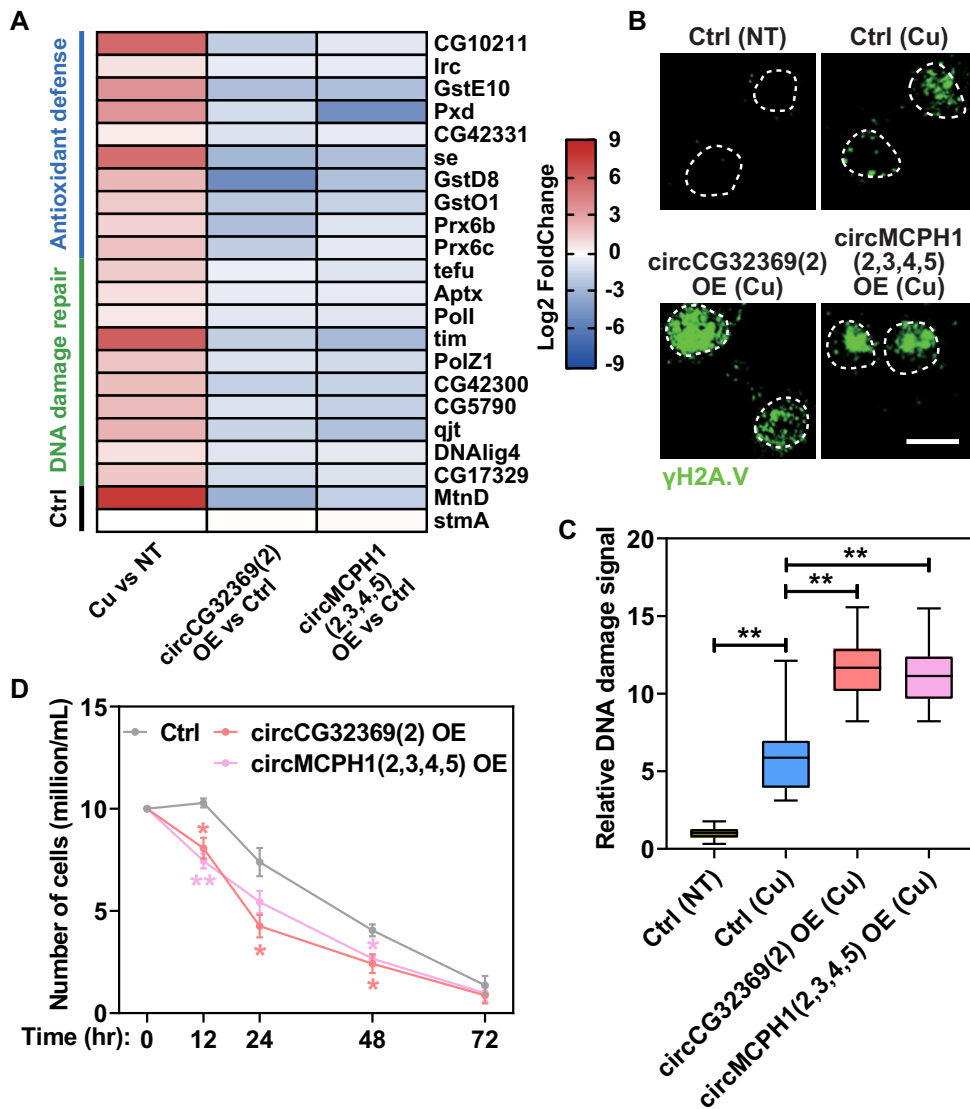 A
Antioxidant defense
DNA damage repair
Ctrl
CG10211
Irc
GstE10
Pxd
CG42331
se
GstD8
GstO1
Prx6b
Prx6c
tefu
Aptx
PolI
tim
PolZ1
CG42300
CG5790
qjt
DNAlig4
CG17329
MtnD
stmA
Cu vs NT
circCG32369(2)
OE vs Ctrl
circMCPH1
(2,3,4,5)
OE vs Ctrl
Log2 FoldChange
9
6
3
0
-3
-6
-9
B
Ctrl (NT)
Ctrl (Cu)
circCG32369(2)
OE (Cu)
circMCPH1
(2,3,4,5)
OE (Cu)
γH2A.V
C
Relative DNA damage signal
20
15
10
5
0
**
**
**
Ctrl (NT)
Ctrl (Cu)
circCG32369(2) OE (Cu)
circMCPH1(2,3,4,5) OE (Cu)
D
Number of cells (million/mL)
15
10
5
0
Ctrl
circCG32369(2) OE
circMCPH1(2,3,4,5) OE
*
**
*
*
*
Time (hr):
0
12
24
48
72